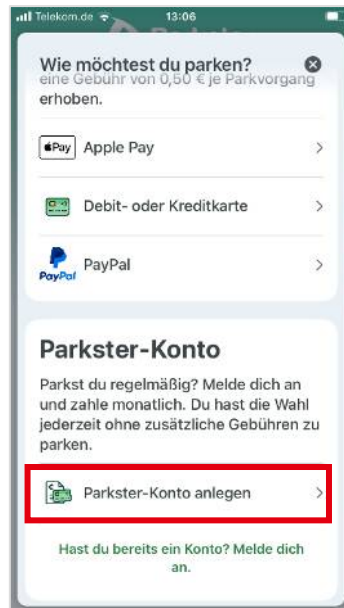 Telekom.de 13:06
Wie möchtest du parken?
eine Gebühr von 0,50 € je Parkvorgang
erhoben.
Pay Apple Pay
Debit- oder Kreditkarte
PayPal PayPal
Parkster-Konto
Parkst du regelmäßig? Melde dich an
und zahle monatlich. Du hast die Wahl
jederzeit ohne zusätzliche Gebühren zu
parken.
Parkster-Konto anlegen
Hast du bereits ein Konto? Melde dich
an.